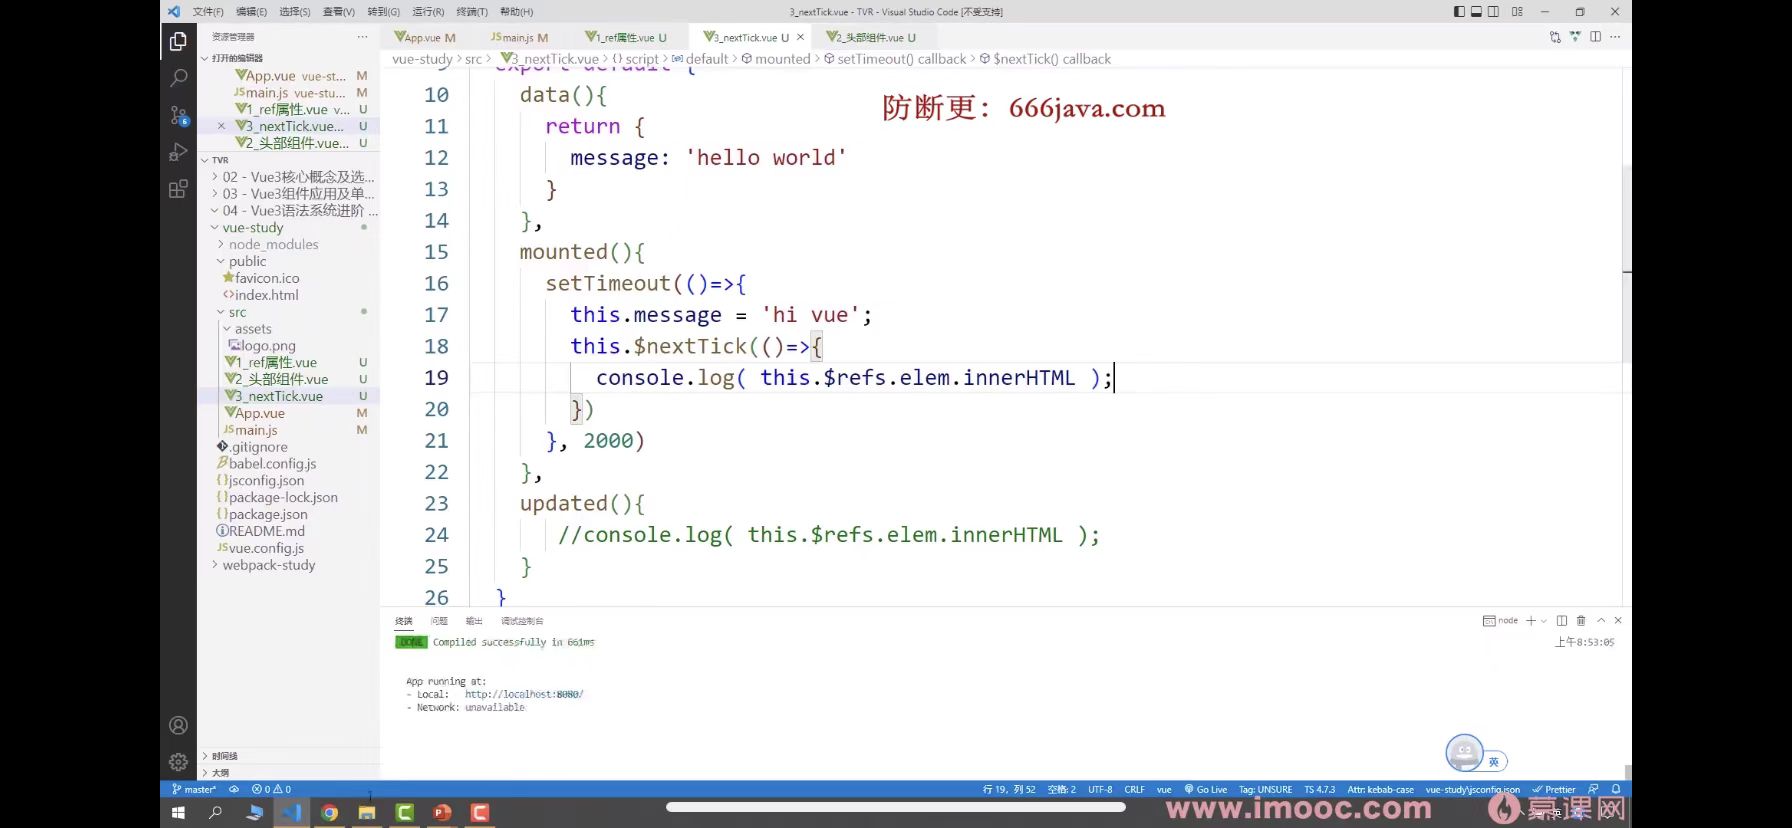 文件(F) 编辑(E) 选择(S) 查看(V) 转到(G) 运行(R) 终端(T) 帮助(H)
3_nextTick.vue - TVR - Visual Studio Code [不受支持]
资源管理器 ···
App.vue M
main.js M
1_ref属性.vue U
3_nextTick.vue U ×
2_头部组件.vue U
打开的编辑器
App.vue vue-st... M
main.js vue-stu... M
1_ref属性.vue v... U
× 3_nextTick.vue... U
2_头部组件.vue... U
TVR
02 - Vue3核心概念及选...
03 - Vue3组件应用及单...
04 - Vue3语法系统进阶 ...
vue-study
node_modules
public
favicon.ico
index.html
src
assets
logo.png
1_ref属性.vue U
2_头部组件.vue U
3_nextTick.vue U
App.vue M
main.js M
.gitignore
babel.config.js
jsconfig.json
package-lock.json
package.json
README.md
vue.config.js
webpack-study
时间线
大纲
vue-study > src > 3_nextTick.vue > {} script > default > mounted > setTimeout() callback > $nextTick() callback
9 export default {
10 data(){
11 return {
12 message: 'hello world'
13 }
14 },
15 mounted(){
16 setTimeout(()=>{
17 this.message = 'hi vue';
18 this.$nextTick(()=>{
19 console.log( this.$refs.elem.innerHTML );
20 })
21 }, 2000)
22 },
23 updated(){
24 //console.log( this.$refs.elem.innerHTML );
25 }
26 }
防断更：666java.com
终端 问题 输出 调试控制台
node
DONE Compiled successfully in 661ms
上午8:53:05
App running at:
- Local: http://localhost:8080/
- Network: unavailable
英
master* 0 0
行 19，列 52 空格: 2 UTF-8 CRLF vue Go Live Tag: UNSURE TS 4.7.3 Attr: kebab-case vue-study\jsconfig.json Prettier
www.imooc.com 慕课网